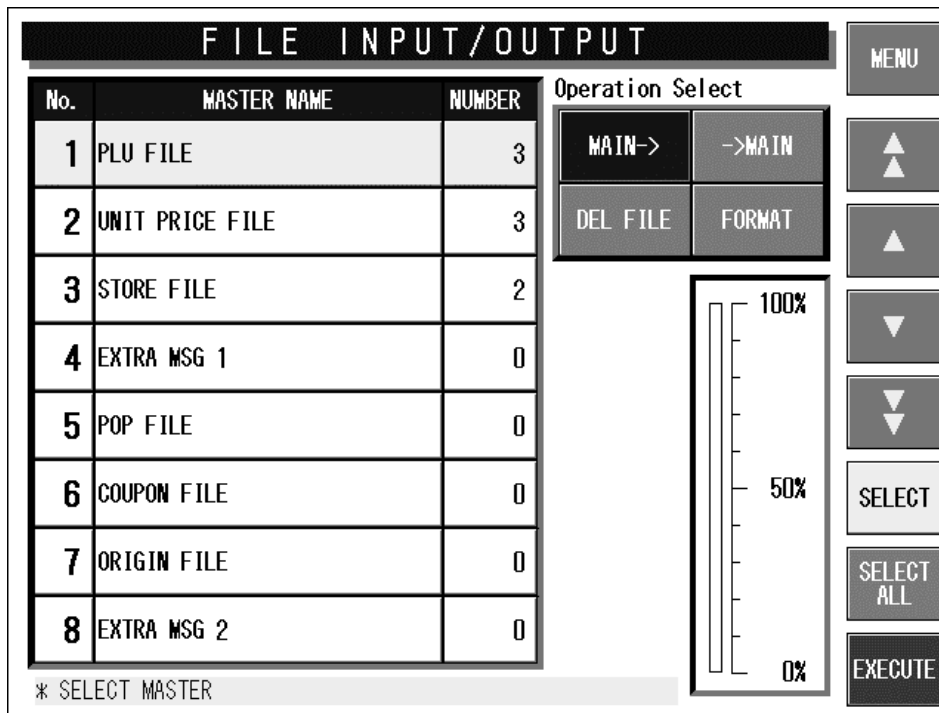 FILE INPUT/OUTPUT
MENU
No. MASTER NAME NUMBER
1 PLU FILE 3
2 UNIT PRICE FILE 3
3 STORE FILE 2
4 EXTRA MSG 1 0
5 POP FILE 0
6 COUPON FILE 0
7 ORIGIN FILE 0
8 EXTRA MSG 2 0
* SELECT MASTER
Operation Select
MAIN-> ->MAIN
DEL FILE FORMAT
100%
50%
0%
SELECT
SELECT
ALL
EXECUTE